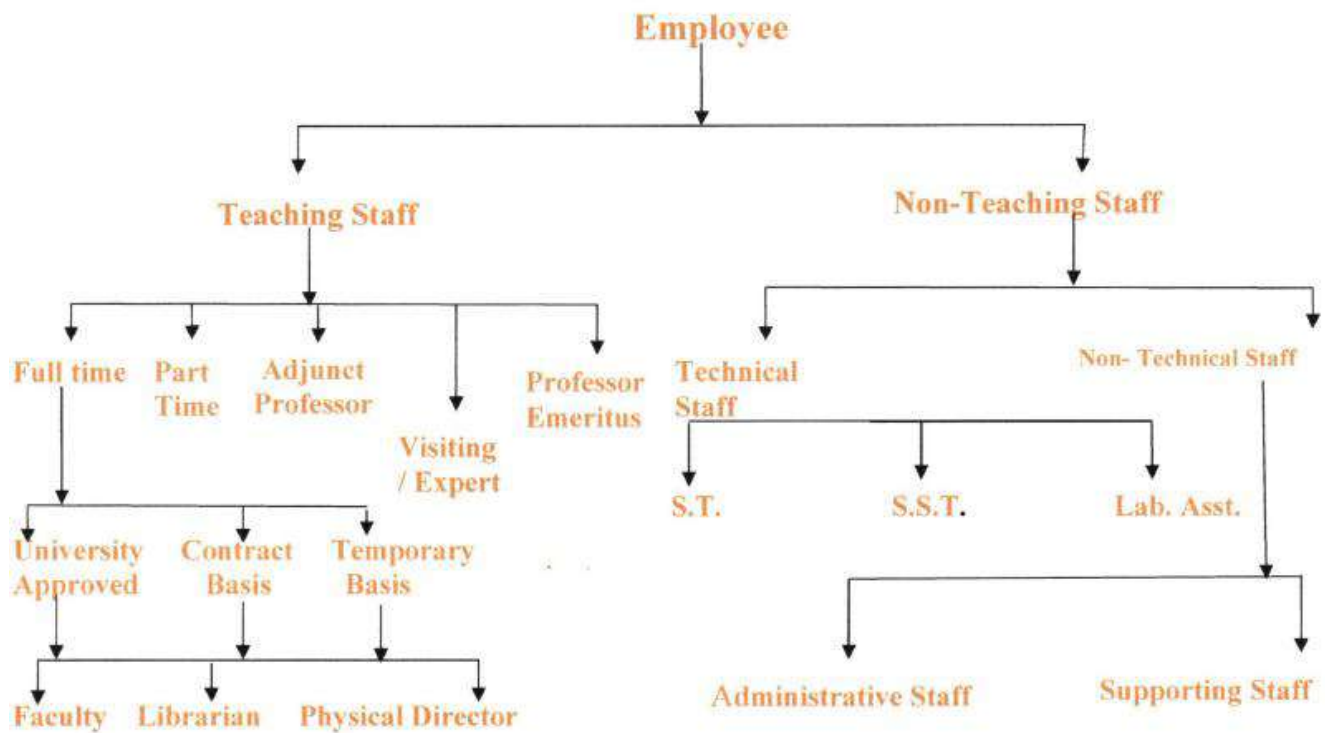 Employee
Teaching Staff
Non-Teaching Staff
Full time
Part
Time
Adjunct
Professor
Visiting
/ Expert
Professor
Emeritus
Technical
Staff
Non- Technical Staff
S.T.
S.S.T.
Lab. Asst.
University
Approved
Contract
Basis
Temporary
Basis
Faculty
Librarian
Physical Director
Administrative Staff
Supporting Staff